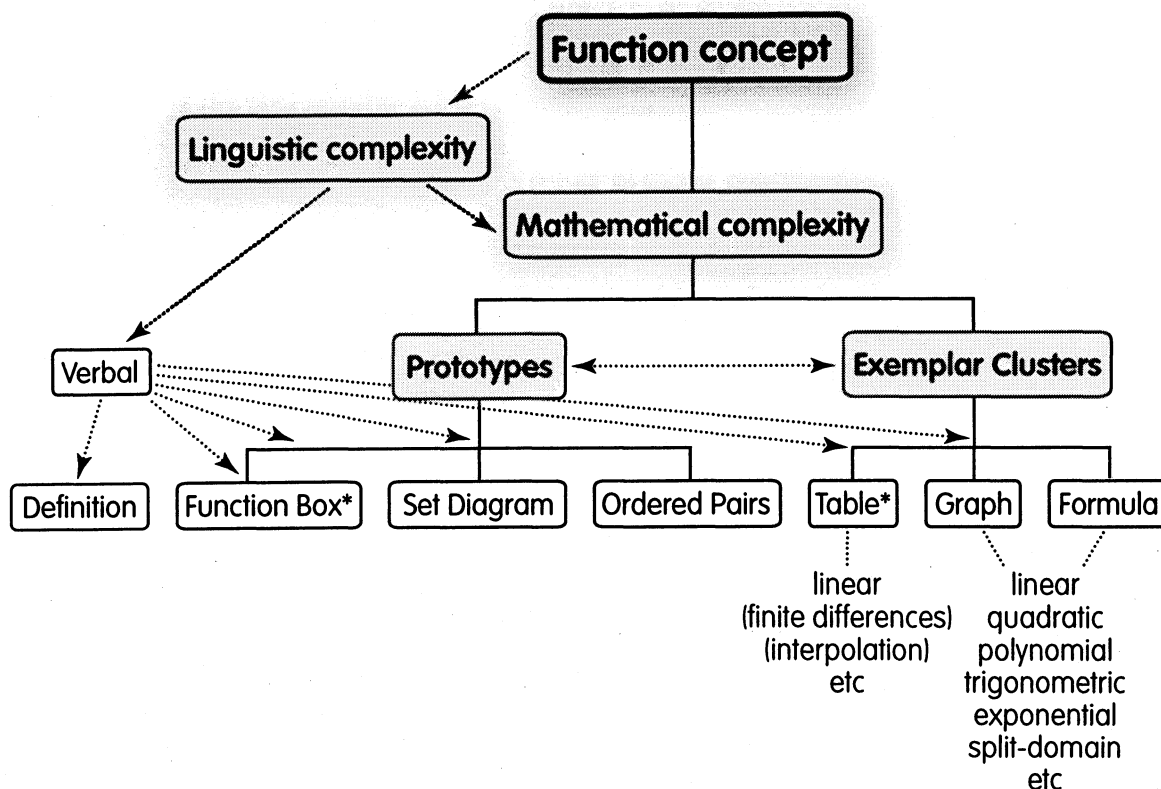 Function concept
Linguistic complexity
Mathematical complexity
Verbal
Prototypes
Exemplar Clusters
Definition
Function Box*
Set Diagram
Ordered Pairs
Table*
Graph
Formula
linear
(finite differences)
(interpolation)
etc
linear
quadratic
polynomial
trigonometric
exponential
split-domain
etc